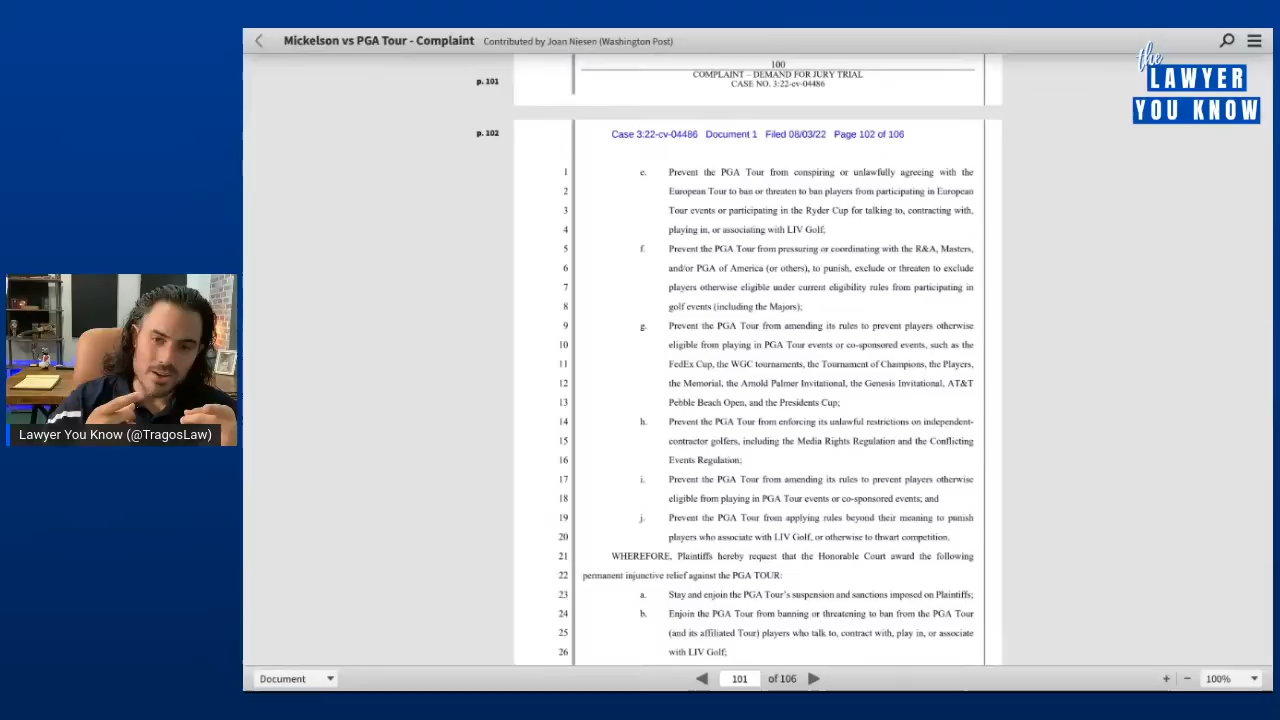 Mickelson vs PGA Tour - Complaint Contributed by Joan Niesen (Washington Post)
the
LAWYER
YOU KNOW
p. 101
100
COMPLAINT – DEMAND FOR JURY TRIAL
CASE NO. 3:22-cv-04486
p. 102
Case 3:22-cv-04486 Document 1 Filed 08/03/22 Page 102 of 106
1 e. Prevent the PGA Tour from conspiring or unlawfully agreeing with the
2 European Tour to ban or threaten to ban players from participating in European
3 Tour events or participating in the Ryder Cup for talking to, contracting with,
4 playing in, or associating with LIV Golf;
5 f. Prevent the PGA Tour from pressuring or coordinating with the R&A, Masters,
6 and/or PGA of America (or others), to punish, exclude or threaten to exclude
7 players otherwise eligible under current eligibility rules from participating in
8 golf events (including the Majors);
9 g. Prevent the PGA Tour from amending its rules to prevent players otherwise
10 eligible from playing in PGA Tour events or co-sponsored events, such as the
11 FedEx Cup, the WGC tournaments, the Tournament of Champions, the Players,
12 the Memorial, the Arnold Palmer Invitational, the Genesis Invitational, AT&T
13 Pebble Beach Open, and the Presidents Cup;
14 h. Prevent the PGA Tour from enforcing its unlawful restrictions on independent-
15 contractor golfers, including the Media Rights Regulation and the Conflicting
16 Events Regulation;
17 i. Prevent the PGA Tour from amending its rules to prevent players otherwise
18 eligible from playing in PGA Tour events or co-sponsored events; and
19 j. Prevent the PGA Tour from applying rules beyond their meaning to punish
20 players who associate with LIV Golf, or otherwise to thwart competition.
21 WHEREFORE, Plaintiffs hereby request that the Honorable Court award the following
22 permanent injunctive relief against the PGA TOUR:
23 a. Stay and enjoin the PGA Tour's suspension and sanctions imposed on Plaintiffs;
24 b. Enjoin the PGA Tour from banning or threatening to ban from the PGA Tour
25 (and its affiliated Tour) players who talk to, contract with, play in, or associate
26 with LIV Golf;
Lawyer You Know (@TragosLaw)
Document 101 of 106 + − 100%